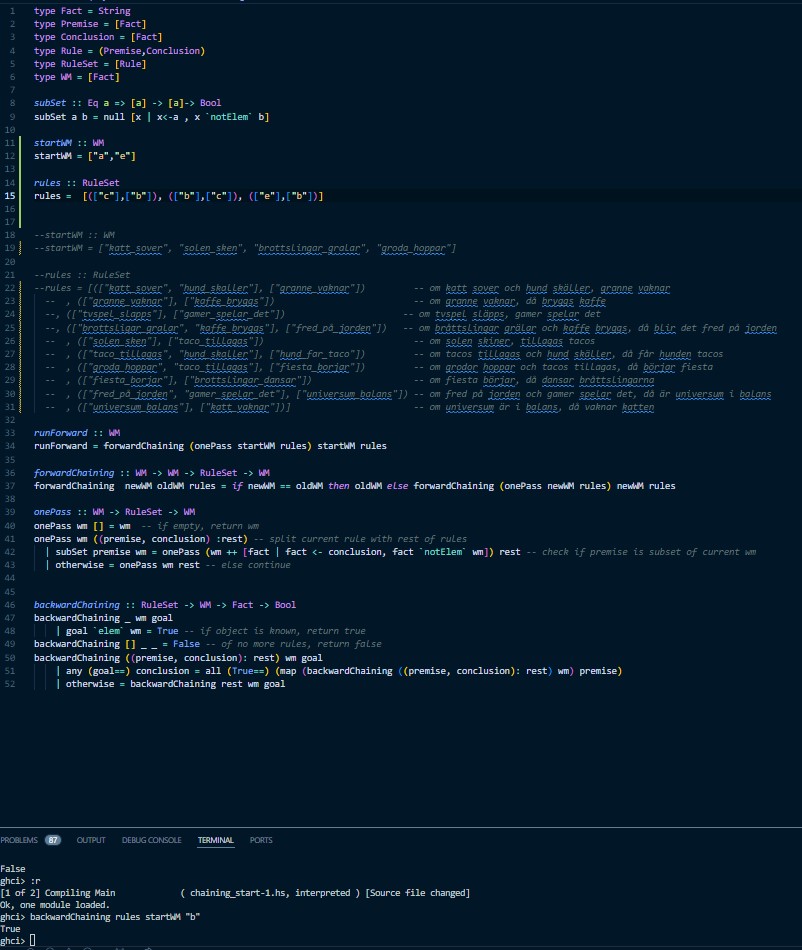 1 type Fact = String
2 type Premise = [Fact]
3 type Conclusion = [Fact]
4 type Rule = (Premise,Conclusion)
5 type RuleSet = [Rule]
6 type WM = [Fact]
7
8 subSet :: Eq a => [a] -> [a]-> Bool
9 subSet a b = null [x | x<-a , x `notElem` b]
10
11 startWM :: WM
12 startWM = ["a","e"]
13
14 rules :: RuleSet
15 rules =  [(["c"],["b"]), (["b"],["c"]), (["e"],["b"])]
16
17
18 --startWM :: WM
19 --startWM = ["katt_sover", "solen_sken", "brottslingar_gralar", "groda_hoppar"]
20
21 --rules :: RuleSet
22 --rules = [(["katt_sover", "hund_skaller"], ["granne_vaknar"]) -- om katt sover och hund skäller, granne vaknar
23 -- , (["granne_vaknar"], ["kaffe_bryggs"]) -- om granne vaknar, då bryggs kaffe
24 --, (["tvspel_slapps"], ["gamer_spelar_det"]) -- om tvspel släpps, gamer spelar det
25 --, (["brottsligar_gralar", "kaffe_bryggs"], ["fred_på_jorden"]) -- om bråttslingar grälar och kaffe bryggs, då blir det fred på jorden
26 -- , (["solen_sken"], ["taco_tillagas"]) -- om solen skiner, tillagas tacos
27 -- , (["taco_tillagas", "hund_skaller"], ["hund_far_taco"]) -- om tacos tillagas och hund skäller, då får hunden tacos
28 -- , (["groda_hoppar", "taco_tillagas"], ["fiesta_borjar"]) -- om grodor hoppar och tacos tillagas, då börjar fiesta
29 -- , (["fiesta_borjar"], ["brottslingar_dansar"]) -- om fiesta börjar, då dansar bråttslingarna
30 -- , (["fred_på_jorden", "gamer_spelar_det"], ["universum_balans"]) -- om fred på jorden och gamer spelar det, då är universum i balans
31 -- , (["universum_balans"], ["katt_vaknar"])] -- om universum är i balans, då vaknar katten
32
33 runForward :: WM
34 runForward = forwardChaining (onePass startWM rules) startWM rules
35
36 forwardChaining :: WM -> WM -> RuleSet -> WM
37 forwardChaining  newWM oldWM rules = if newWM == oldWM then oldWM else forwardChaining (onePass newWM rules) newWM rules
38
39 onePass :: WM -> RuleSet -> WM
40 onePass wm [] = wm  -- if empty, return wm
41 onePass wm ((premise, conclusion) :rest) -- split current rule with rest of rules
42 | subSet premise wm = onePass (wm ++ [fact | fact <- conclusion, fact `notElem` wm]) rest -- check if premise is subset of current wm
43 | otherwise = onePass wm rest -- else continue
44
45
46 backwardChaining :: RuleSet -> WM -> Fact -> Bool
47 backwardChaining _ wm goal
48 | goal `elem` wm = True -- if object is known, return true
49 backwardChaining [] _ _ = False -- of no more rules, return false
50 backwardChaining ((premise, conclusion): rest) wm goal
51 | any (goal==) conclusion = all (True==) (map (backwardChaining ((premise, conclusion): rest) wm) premise)
52 | otherwise = backwardChaining rest wm goal
PROBLEMS 87 OUTPUT DEBUG CONSOLE TERMINAL PORTS
False
ghci> :r
[1 of 2] Compiling Main ( chaining_start-1.hs, interpreted ) [Source file changed]
Ok, one module loaded.
ghci> backwardChaining rules startWM "b"
True
ghci>